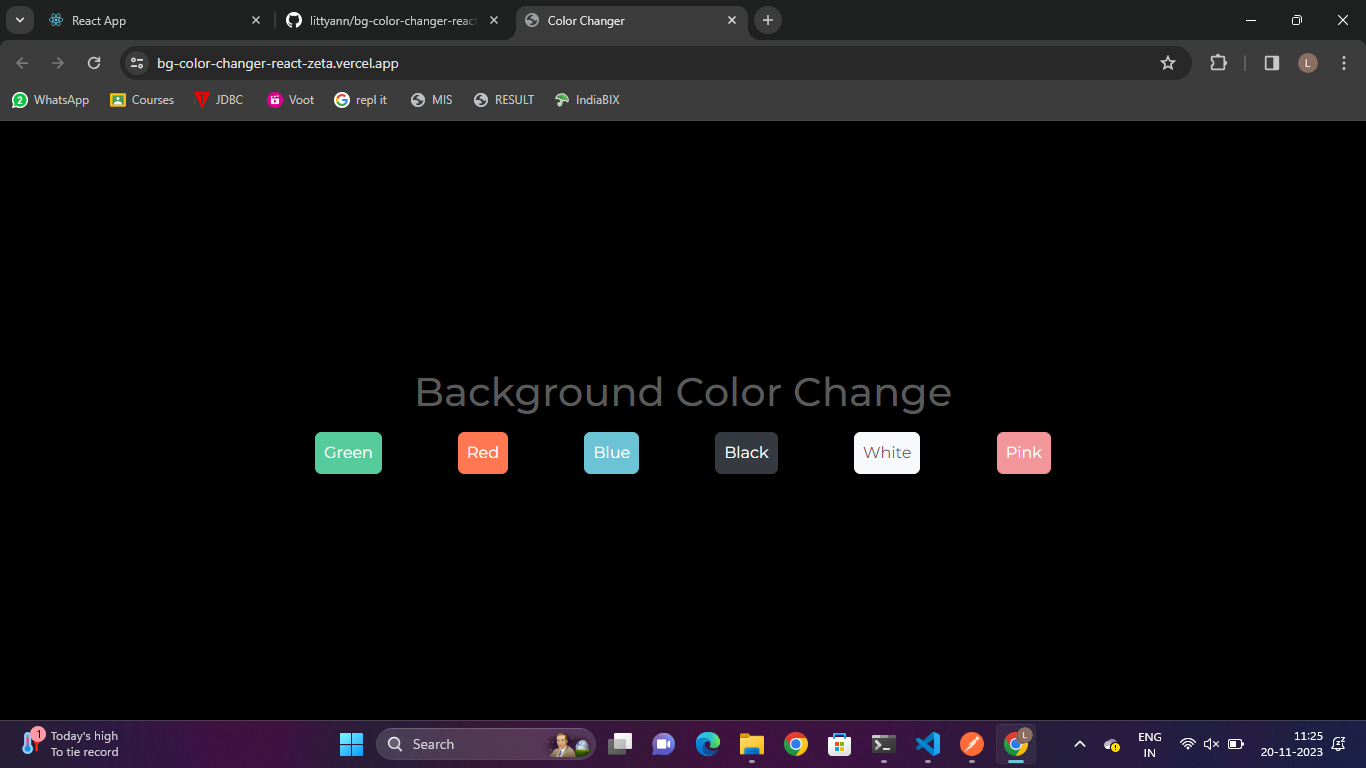 React App
littyann/bg-color-changer-reac
Color Changer
bg-color-changer-react-zeta.vercel.app
L
2 WhatsApp
Courses
JDBC
Voot
repl it
MIS
RESULT
IndiaBIX
Background Color Change
Green
Red
Blue
Black
White
Pink
1
Today's high
To tie record
Search
L
ENG
IN
11:25
20-11-2023